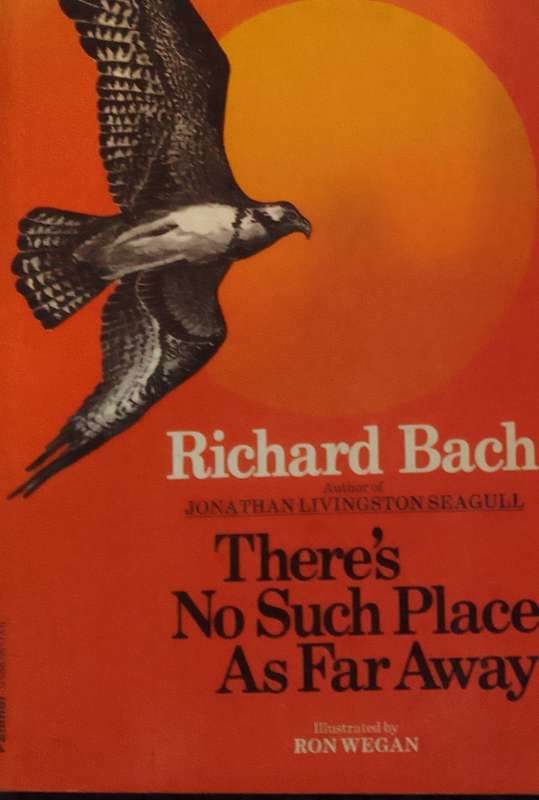 Richard Bach
Author of
JONATHAN LIVINGSTON SEAGULL
There's
No Such Place
As Far Away
Illustrated by
RON WEGAN